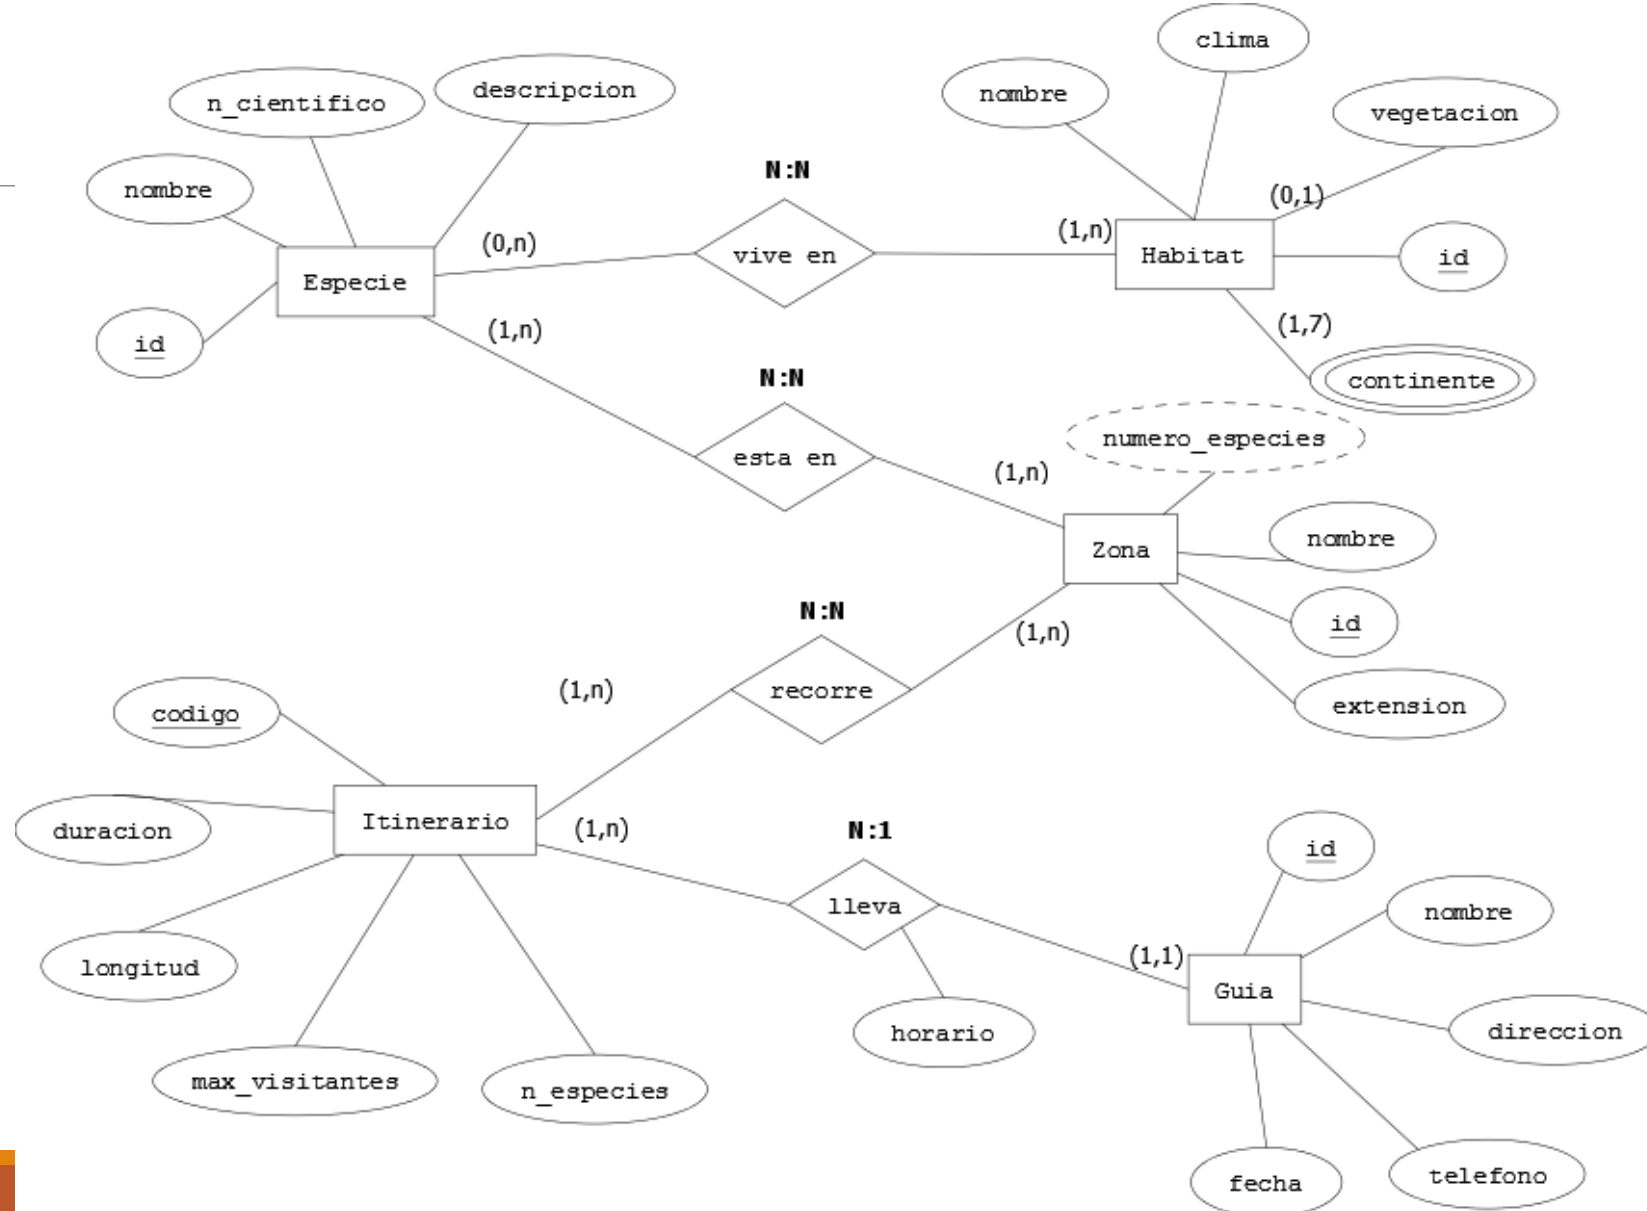 clima
descripcion
nombre
n_cientifico
vegetacion
N:N
nombre
(0,1)
(0,n)
(1,n)
vive en
Habitat
id
Especie
(1,n)
(1,7)
id
N:N
continente
numero_especies
esta en
(1,n)
nombre
Zona
N:N
id
(1,n)
(1,n)
recorre
extension
codigo
Itinerario
duracion
(1,n)
N:1
id
lleva
nombre
longitud
(1,1)
Guia
horario
direccion
max_visitantes
n_especies
telefono
fecha